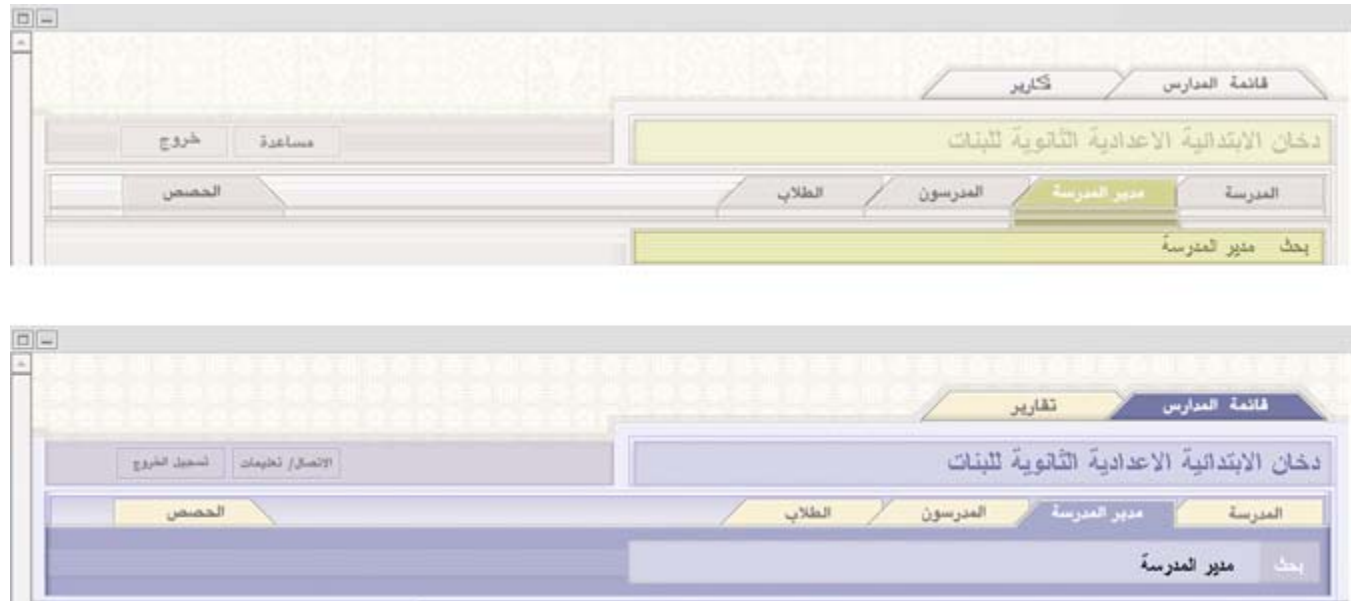 قائمة المدارس تكارير
دخان الابتدائية الاعدادية الثانوية للبنات مساعدة خروج
المدرسة مدير المدرسة المدرسون الطلاب الحصص
بحث مدير المدرسة
قائمة المدارس تقارير
دخان الابتدائية الاعدادية الثانوية للبنات الاتصال/ تعليمات تسجيل الخروج
المدرسة مدير المدرسة المدرسون الطلاب الحصص
بحث مدير المدرسة